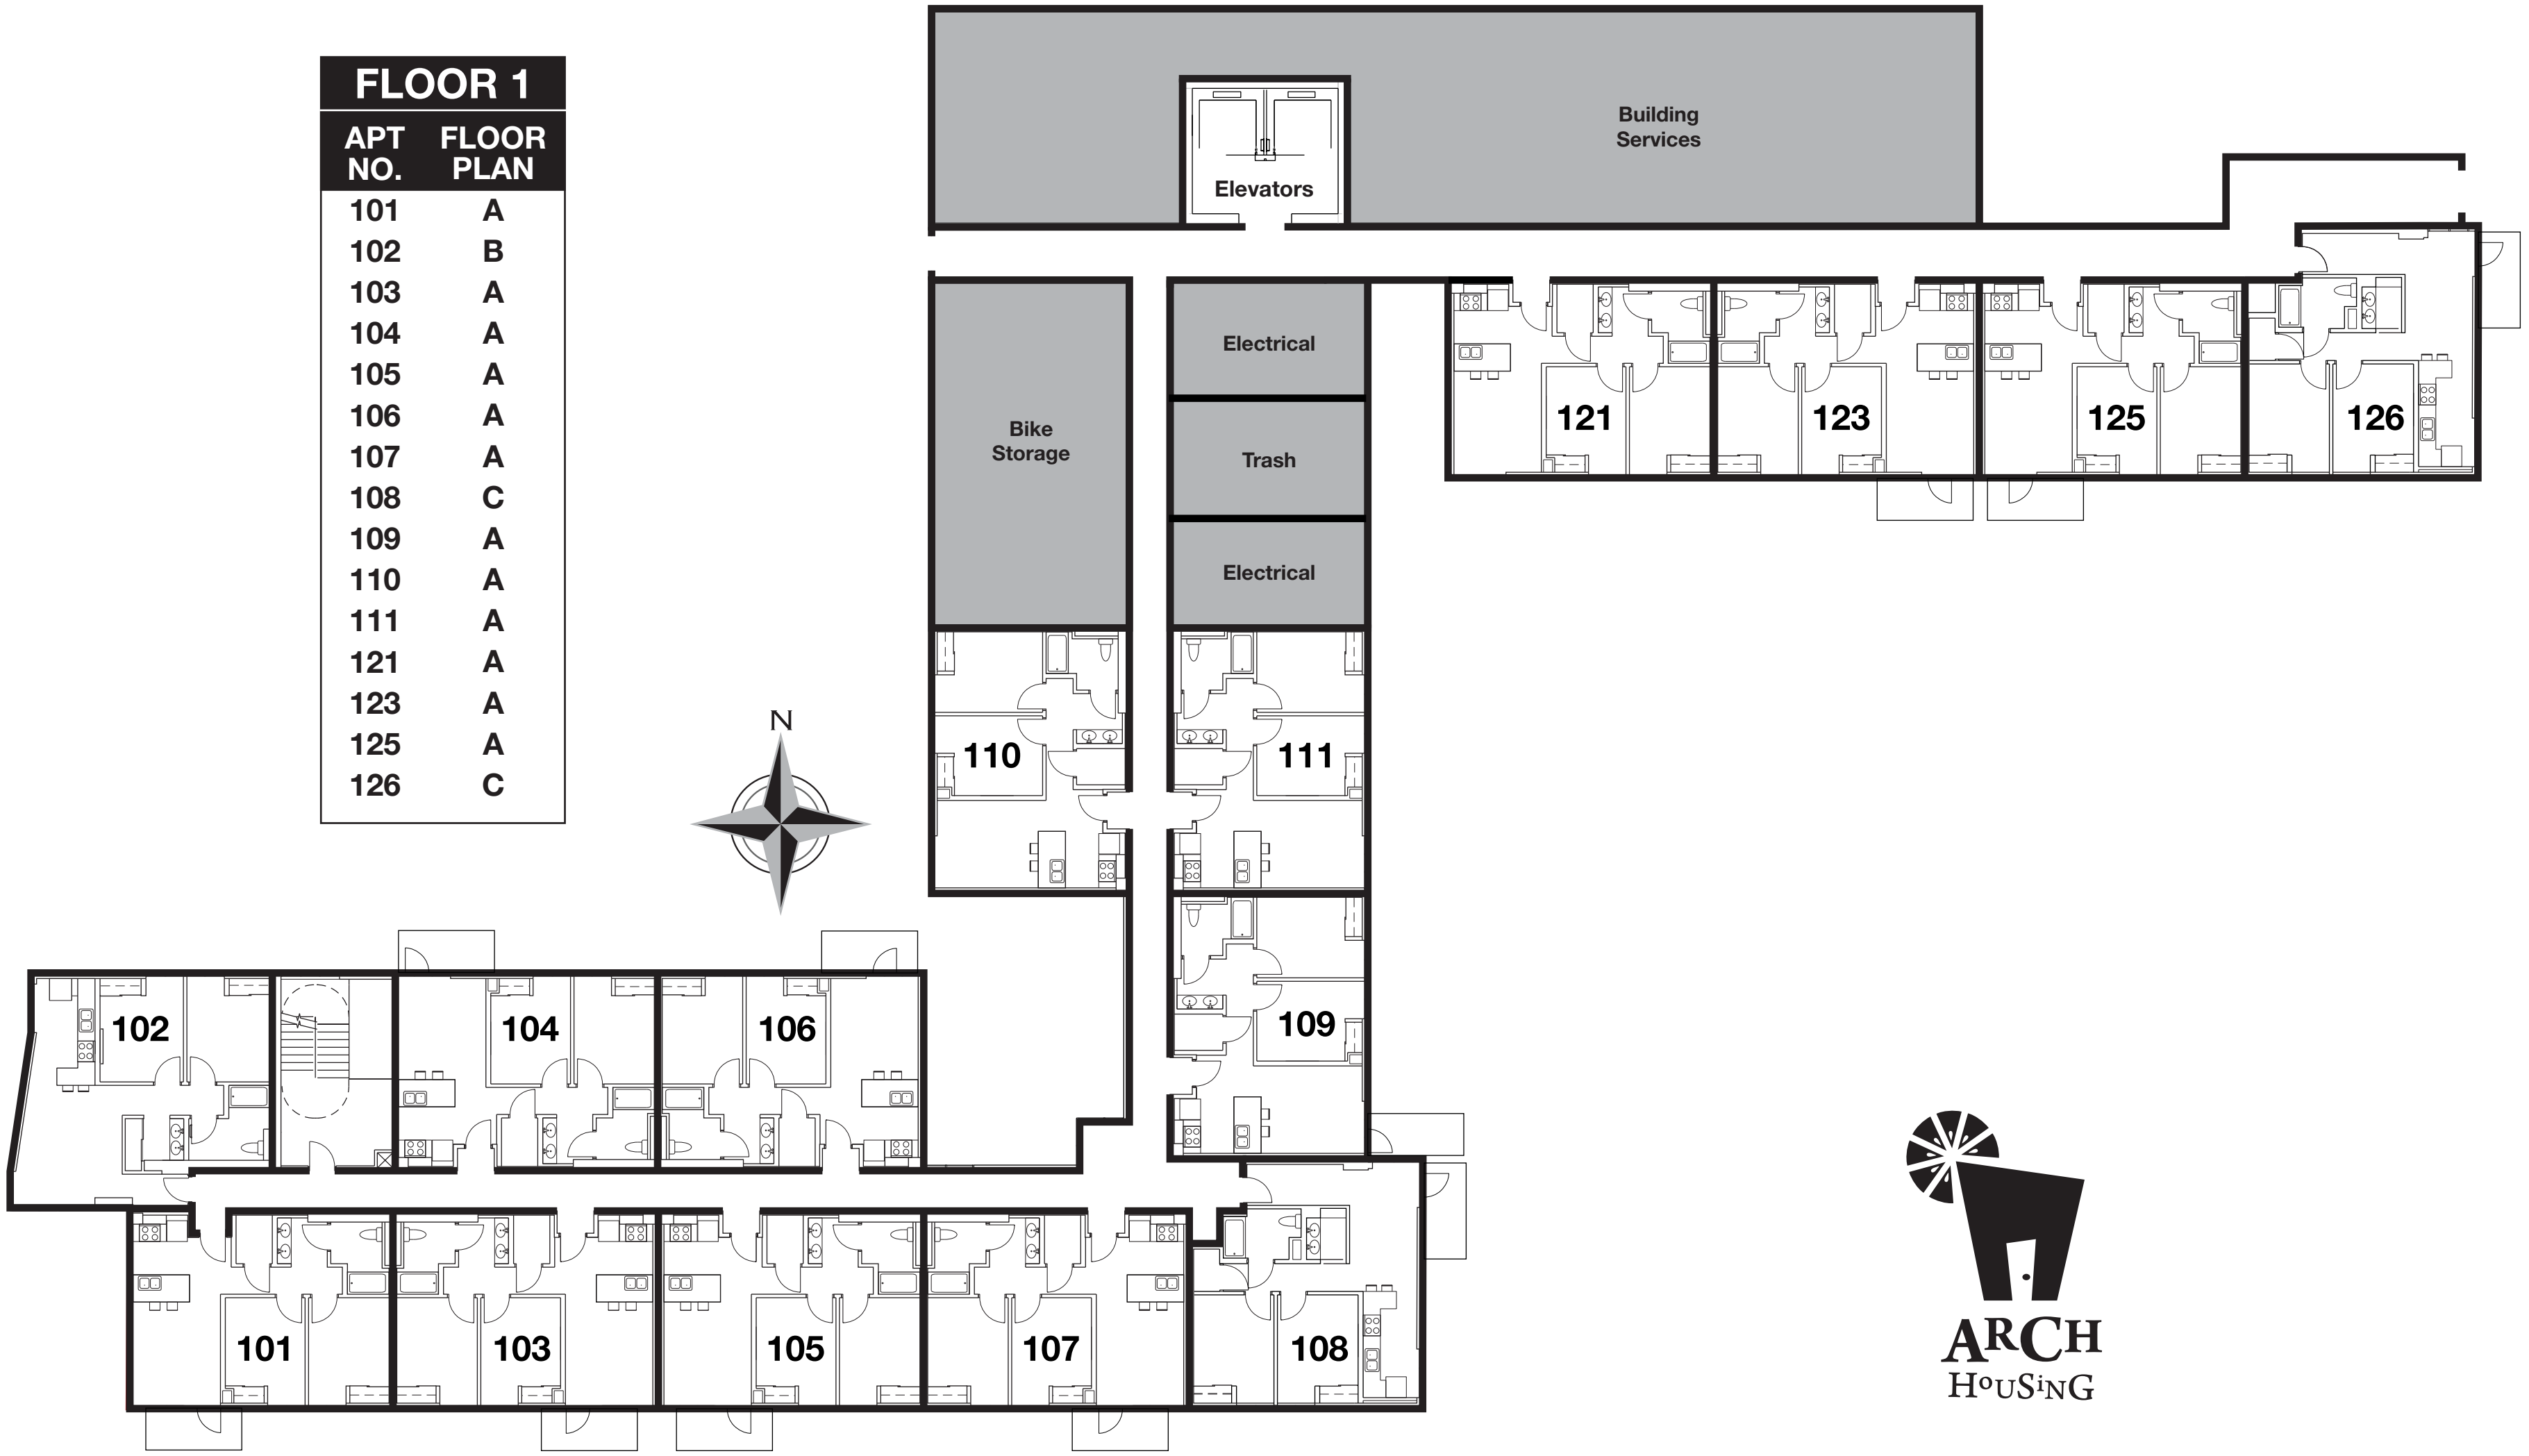 FLOOR 1
APT NO. FLOOR PLAN
101 A
102 B
103 A
104 A
105 A
106 A
107 A
108 C
109 A
110 A
111 A
121 A
123 A
125 A
126 C
Building
Services
Elevators
Bike
Storage
Electrical
Trash
Electrical
121
123
125
126
N
110
111
109
102
104
106
101
103
105
107
108
ARCH
HoUSiNG